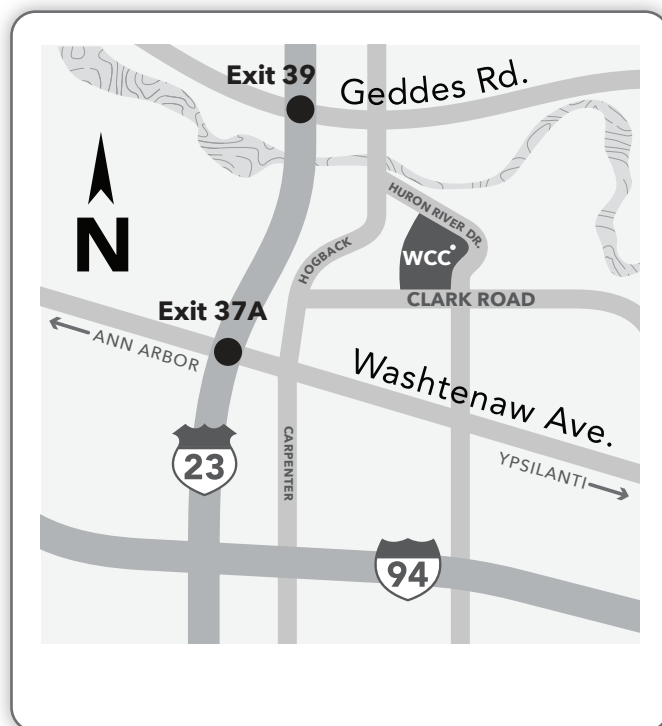 Exit 39
Geddes Rd.
HURON RIVER DR.
N
HOGBACK
WCC
CLARK ROAD
Exit 37A
ANN ARBOR
Washtenaw Ave.
CARPENTER
23
YPSILANTI
94